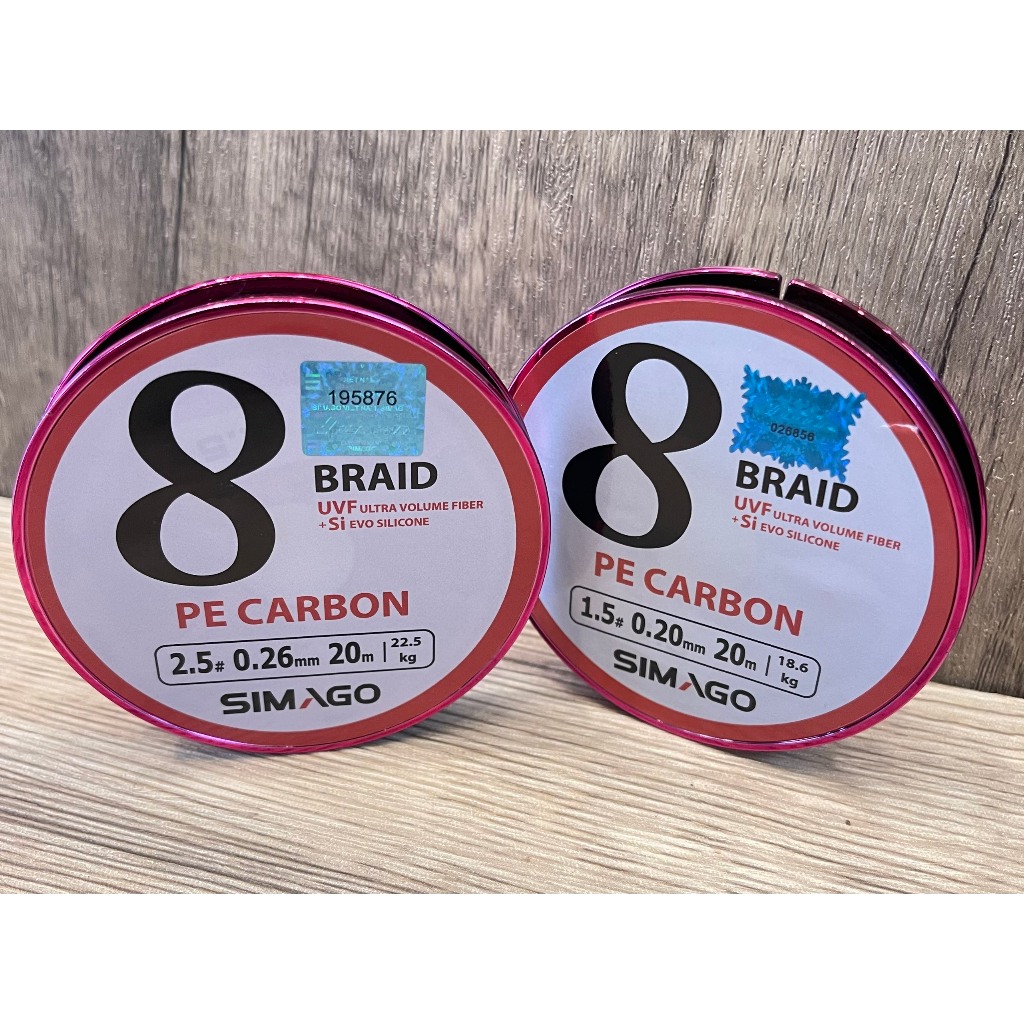 8
195876
BRAID
UVF ULTRA VOLUME FIBER
+Si EVO SILICONE
PE CARBON
2.5# 0.26mm 20m 22.5 kg
SIMAGO
8
026856
BRAID
UVF ULTRA VOLUME FIBER
+Si EVO SILICONE
PE CARBON
1.5# 0.20mm 20m 18.6 kg
SIMAGO